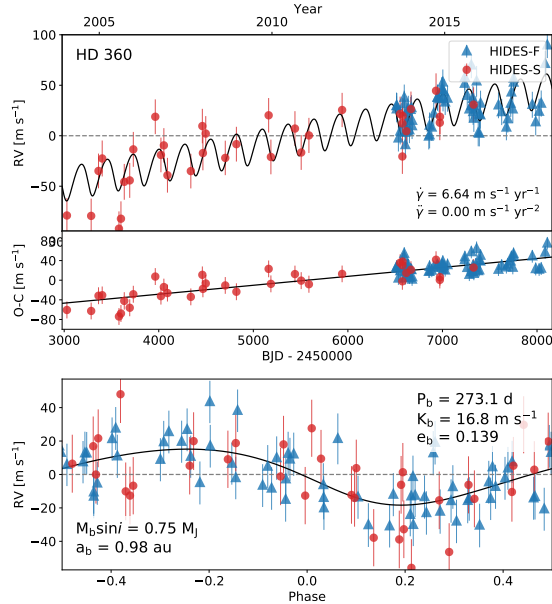 Year
2005 2010 2015
100
HD 360
HIDES-F
HIDES-S
50
0
−50
RV [m s⁻¹]
γ̇ = 6.64 m s⁻¹ yr⁻¹
γ̈ = 0.00 m s⁻¹ yr⁻²
80
40
0
−40
−80
O-C [m s⁻¹]
3000 4000 5000 6000 7000 8000
BJD - 2450000
40
20
0
−20
−40
RV [m s⁻¹]
P_b = 273.1 d
K_b = 16.8 m s⁻¹
e_b = 0.139
M_b sini = 0.75 M_J
a_b = 0.98 au
−0.4 −0.2 0.0 0.2 0.4
Phase